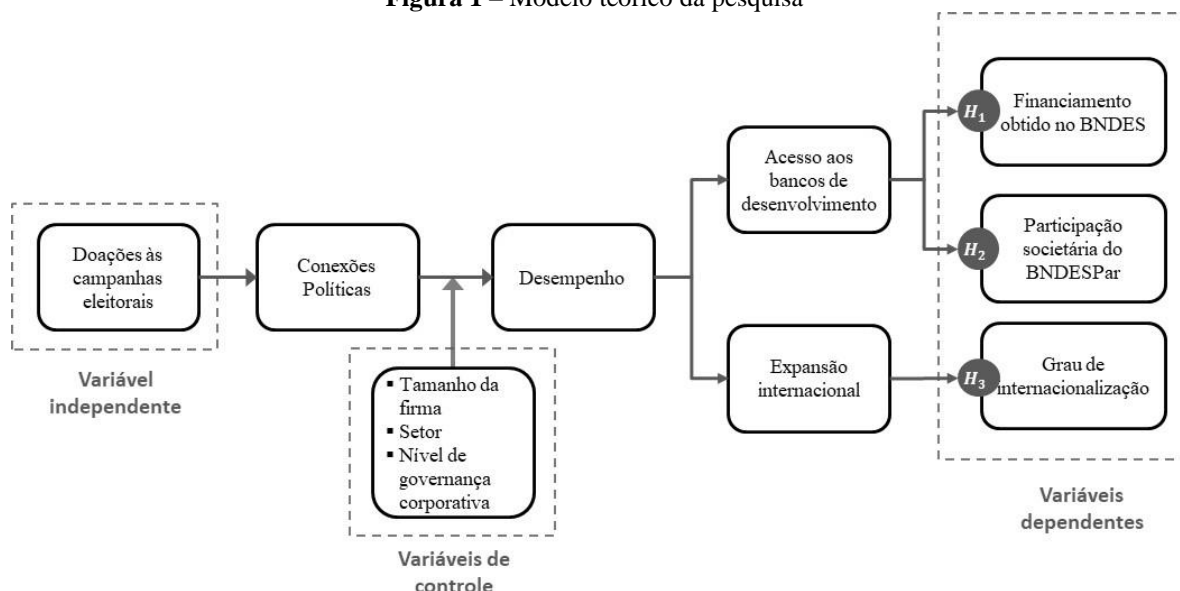 Figura 1 – Modelo teórico da pesquisa
Doações às
campanhas
eleitorais
Variável
independente
Conexões
Políticas
▪ Tamanho da
firma
▪ Setor
▪ Nível de
governança
corporativa
Variáveis de
controle
Desempenho
Acesso aos
bancos de
desenvolvimento
Expansão
internacional
H1
Financiamento
obtido no BNDES
H2
Participação
societária do
BNDESPar
H3
Grau de
internacionalização
Variáveis
dependentes